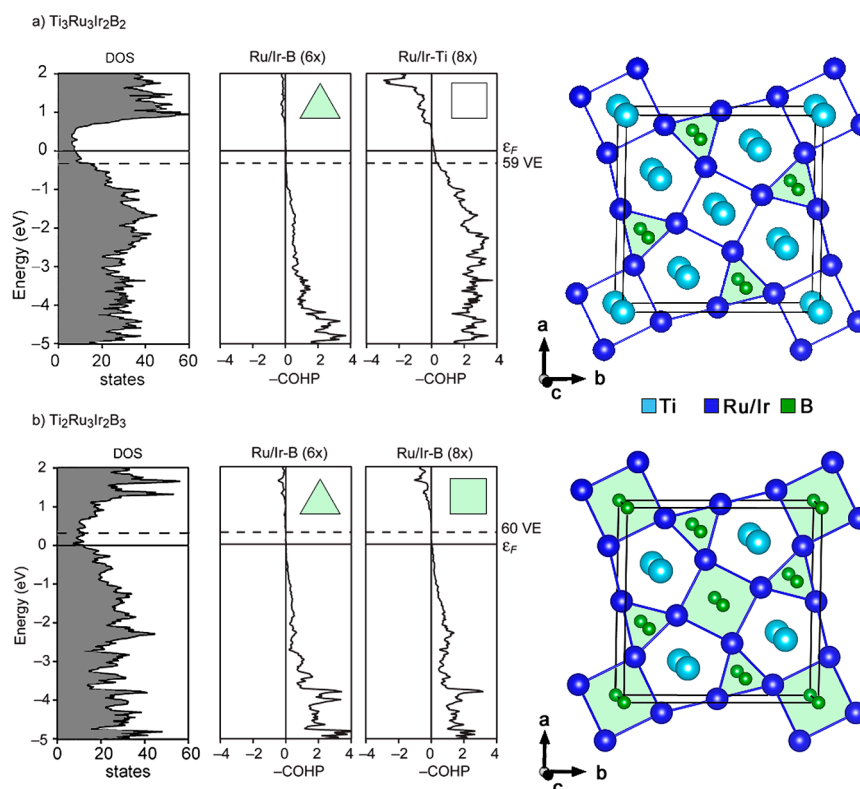 a) Ti₃Ru₃Ir₂B₂
DOS
Ru/Ir-B (6x)
Ru/Ir-Ti (8x)
2
1
0
−1
−2
−3
−4
−5
Energy (eV)
0 20 40 60
states
−4 −2 0 2 4
−COHP
−4 −2 0 2 4
−COHP
εF
59 VE
a
b
c
Ti Ru/Ir B
b) Ti₂Ru₃Ir₂B₃
DOS
Ru/Ir-B (6x)
Ru/Ir-B (8x)
2
1
0
−1
−2
−3
−4
−5
Energy (eV)
0 20 40 60
states
−4 −2 0 2 4
−COHP
−4 −2 0 2 4
−COHP
60 VE
εF
a
b
c